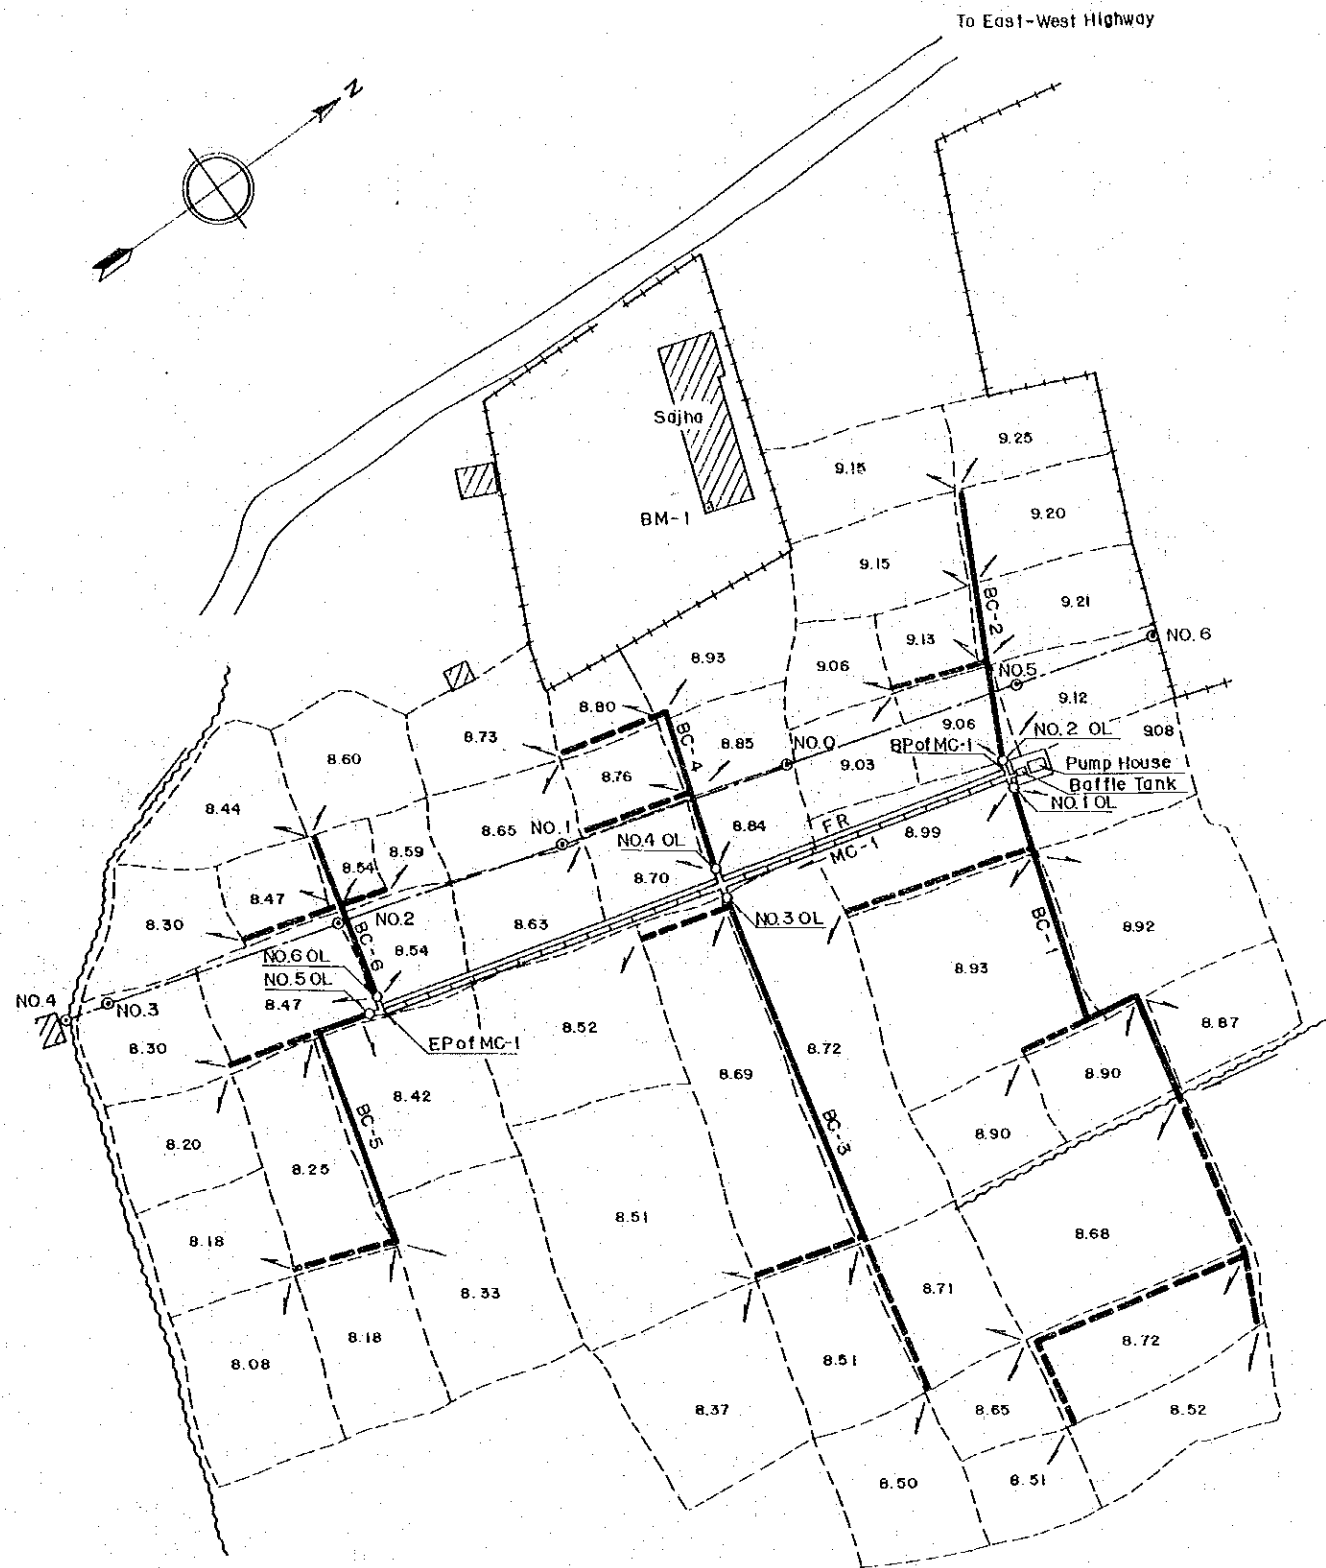 To East-West Highway
N
Sajha
BM-1
9.25
9.15
9.20
9.15
9.21
BC-2
9.13
NO.6
8.93
9.06
NO.5
8.80
9.12
8.73
BC-4
9.06
NO.2 OL
9.08
8.60
8.85
NO.0
BP of MC-1
8.76
9.03
Pump House
Baffle Tank
8.44
NO.1 OL
8.65
NO.1
8.84
FR
8.99
NO.4 OL
MC-1
8.54
8.59
8.70
8.47
NO.3 OL
8.30
NO.2
8.63
BC-1
8.92
BC-6
8.54
NO.6 OL
NO.5 OL
8.93
NO.4
NO.3
8.47
8.52
8.87
8.30
EP of MC-1
8.72
8.69
8.90
8.42
BC-5
BC-3
8.90
8.20
8.25
8.51
8.68
8.18
8.33
8.71
8.08
8.18
8.51
8.72
8.37
8.65
8.52
8.50
8.51